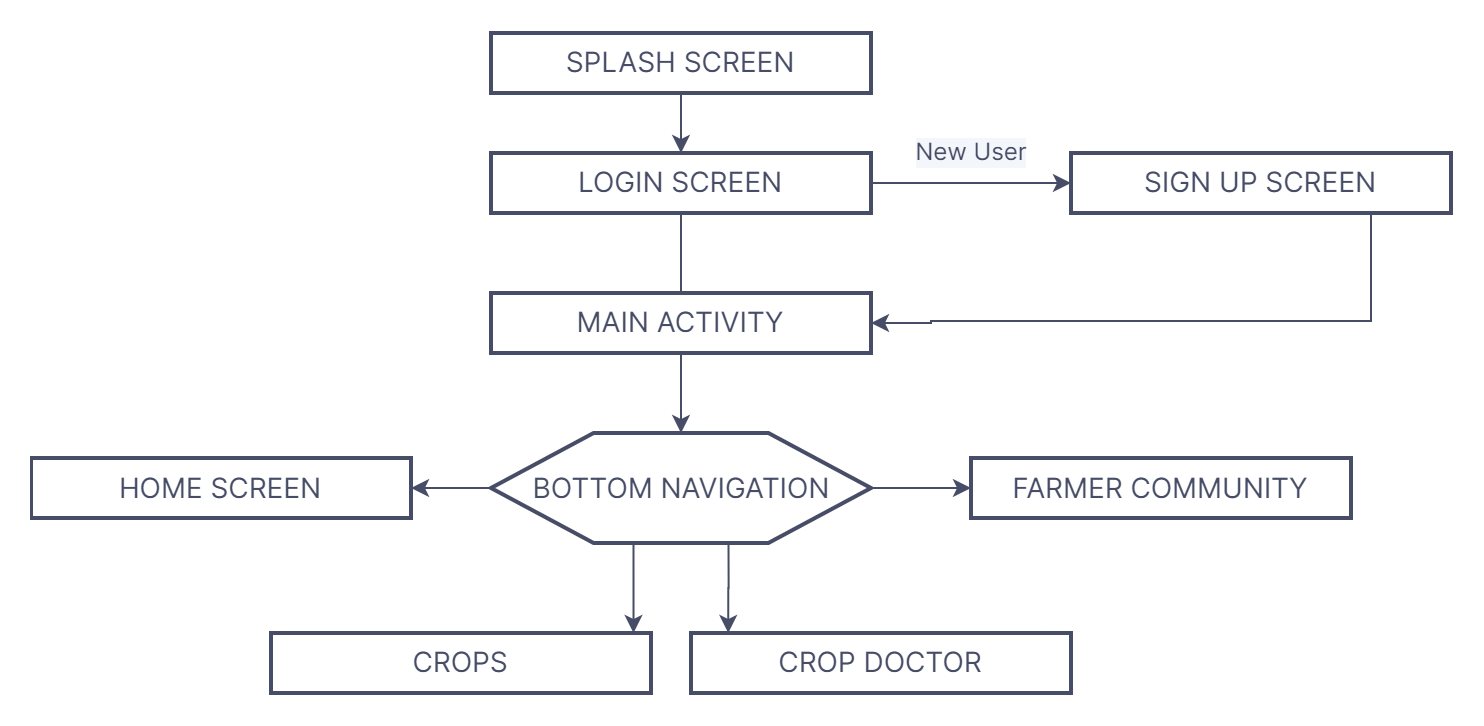 SPLASH SCREEN
LOGIN SCREEN
New User
SIGN UP SCREEN
MAIN ACTIVITY
HOME SCREEN
BOTTOM NAVIGATION
FARMER COMMUNITY
CROPS
CROP DOCTOR